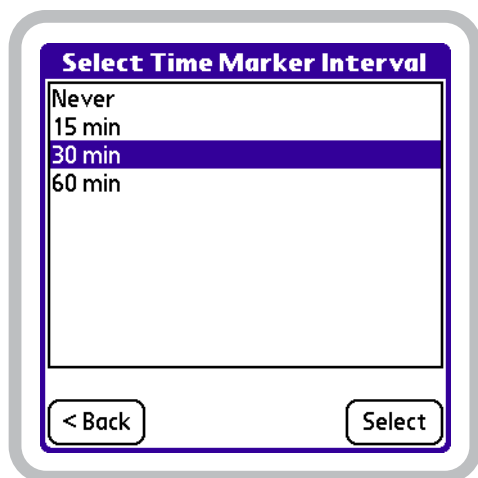 Select Time Marker Interval
Never
15 min
30 min
60 min
< Back
Select